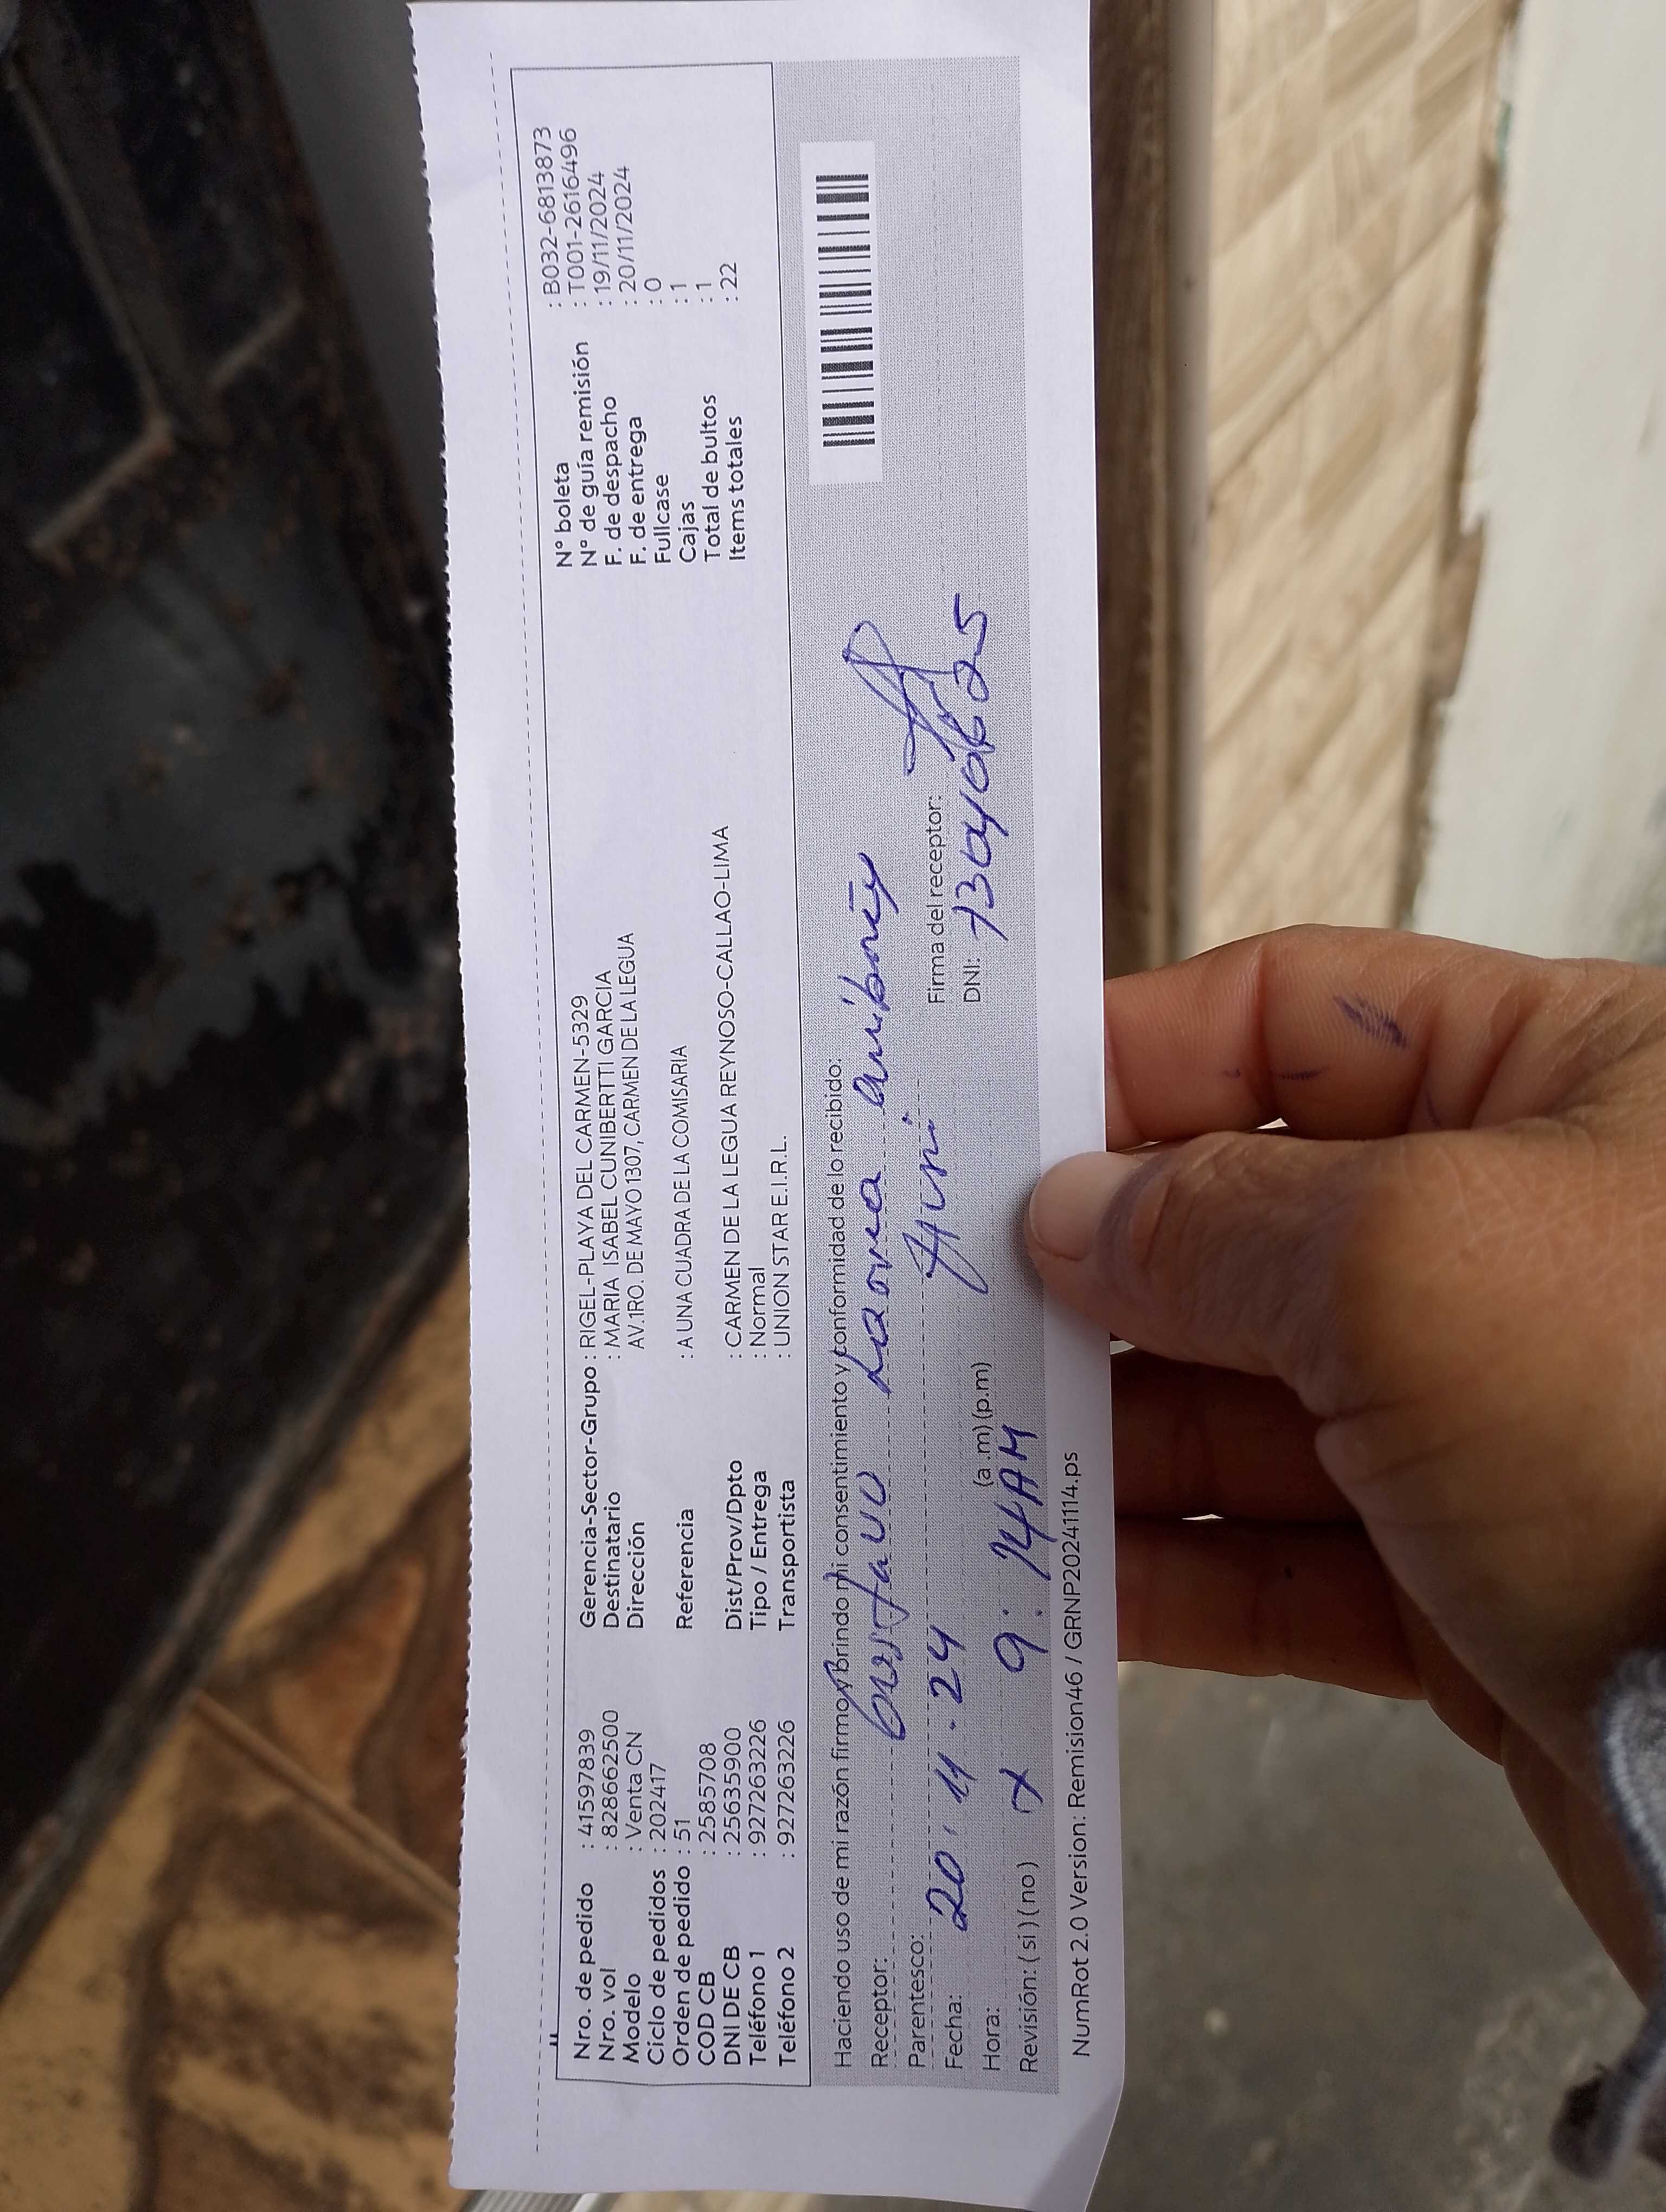 Nro. de pedido : 41597839
Nro. vol : 8286662500
Modelo : Venta CN
Ciclo de pedidos : 202417
Orden de pedido : 51
COD CB : 2585708
DNI DE CB : 25635900
Teléfono 1 : 927263226
Teléfono 2 : 927263226
Gerencia-Sector-Grupo : RIGEL-PLAYA DEL CARMEN-5329
Destinatario : MARIA ISABEL CUNIBERTTI GARCIA
Dirección AV.1RO. DE MAYO 1307, CARMEN DE LA LEGUA
Referencia : A UNA CUADRA DE LA COMISARIA
Dist/Prov/Dpto : CARMEN DE LA LEGUA REYNOSO-CALLAO-LIMA
Tipo / Entrega : Normal
Transportista : UNION STAR E.I.R.L.
N° boleta : B032-6813873
N° de guía remisión : T001-2616496
F. de despacho : 19/11/2024
F. de entrega : 20/11/2024
Fullcase : 0
Cajas : 1
Total de bultos : 1
Items totales : 22
Haciendo uso de mi razón firmo y brindo mi consentimiento y conformidad de lo recibido:
Receptor: Gustavo
Parentesco:
Fecha: 20.11.24
Firma del receptor:
Hora: 9:14 AM (a.m) (p.m)
DNI:
Revisión: ( si ) ( no ) x
NumRot 2.0 Version: Remision46 / GRNP20241114.ps